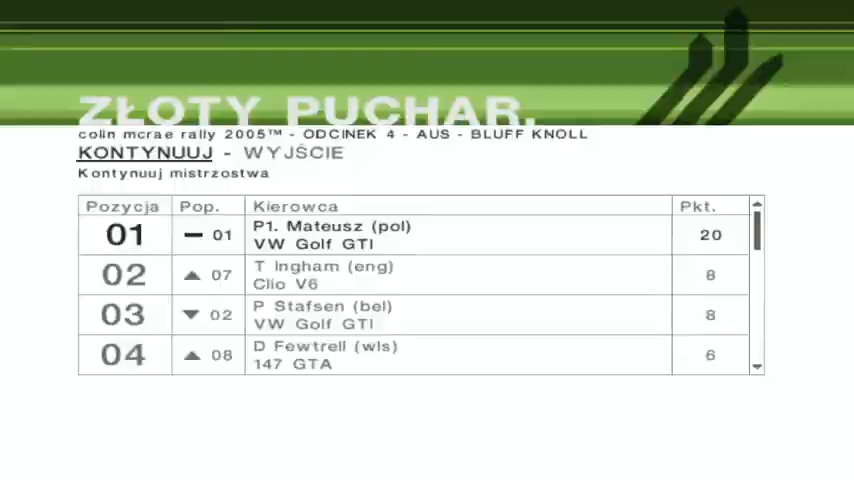 ZŁOTY PUCHAR.
colin mcrae rally 2005™ - ODCINEK 4 - AUS - BLUFF KNOLL
KONTYNUUJ - WYJŚCIE
Kontynuuj mistrzostwa
Pozycja Pop. Kierowca Pkt.
01 01 P1. Mateusz (pol) 20
VW Golf GTI
02 07 T Ingham (eng) 8
Clio V6
03 02 P Stafsen (bel) 8
VW Golf GTI
04 08 D Fewtrell (wls) 6
147 GTA